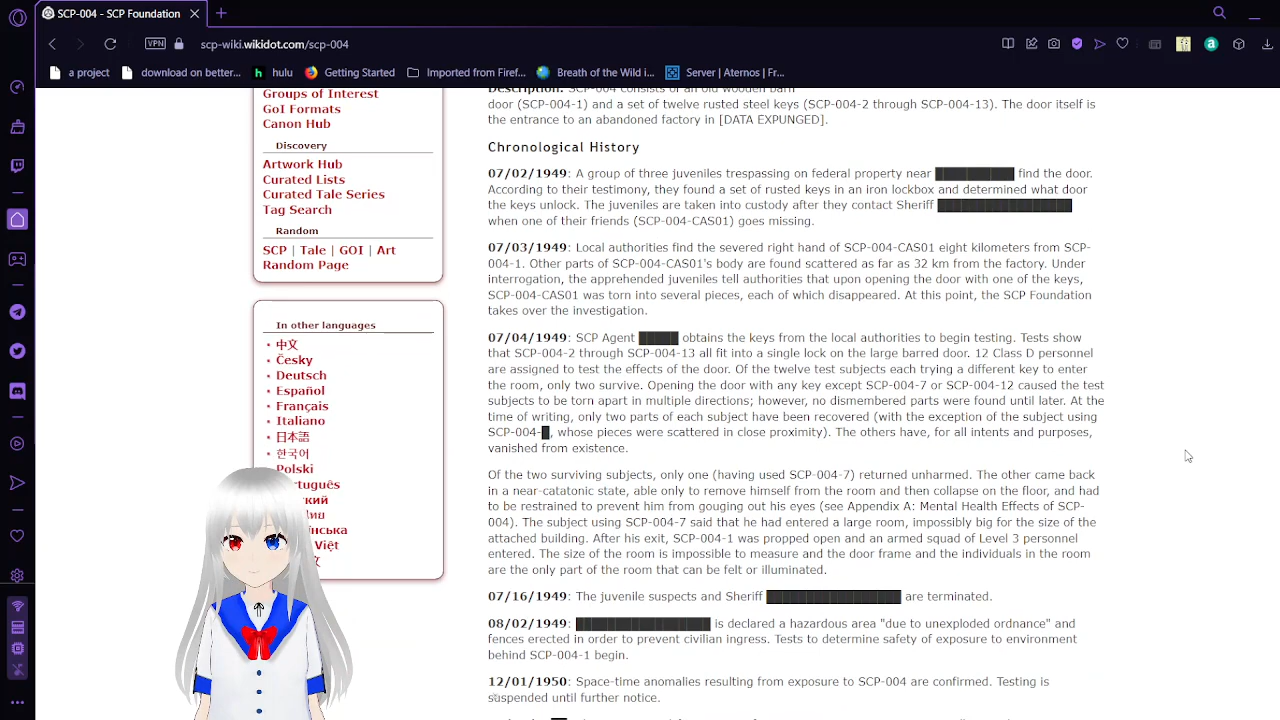 SCP-004 - SCP Foundation
VPN
scp-wiki.wikidot.com/scp-004
a project
download on better...
hulu
Getting Started
Imported from Firef...
Breath of the Wild i...
Server | Aternos | Fr...
Groups of Interest
GoI Formats
Canon Hub
Discovery
Artwork Hub
Curated Lists
Curated Tale Series
Tag Search
Random
SCP | Tale | GOI | Art
Random Page
In other languages
中文
Česky
Deutsch
Español
Français
Italiano
日本語
한국어
Polski
Description: SCP-004 consists of an old wooden barn
door (SCP-004-1) and a set of twelve rusted steel keys (SCP-004-2 through SCP-004-13). The door itself is
the entrance to an abandoned factory in [DATA EXPUNGED].
Chronological History
07/02/1949: A group of three juveniles trespassing on federal property near ██████████ find the door.
According to their testimony, they found a set of rusted keys in an iron lockbox and determined what door
the keys unlock. The juveniles are taken into custody after they contact Sheriff █████████████████
when one of their friends (SCP-004-CAS01) goes missing.
07/03/1949: Local authorities find the severed right hand of SCP-004-CAS01 eight kilometers from SCP-
004-1. Other parts of SCP-004-CAS01's body are found scattered as far as 32 km from the factory. Under
interrogation, the apprehended juveniles tell authorities that upon opening the door with one of the keys,
SCP-004-CAS01 was torn into several pieces, each of which disappeared. At this point, the SCP Foundation
takes over the investigation.
07/04/1949: SCP Agent █████ obtains the keys from the local authorities to begin testing. Tests show
that SCP-004-2 through SCP-004-13 all fit into a single lock on the large barred door. 12 Class D personnel
are assigned to test the effects of the door. Of the twelve test subjects each trying a different key to enter
the room, only two survive. Opening the door with any key except SCP-004-7 or SCP-004-12 caused the test
subjects to be torn apart in multiple directions; however, no dismembered parts were found until later. At the
time of writing, only two parts of each subject have been recovered (with the exception of the subject using
SCP-004-█, whose pieces were scattered in close proximity). The others have, for all intents and purposes,
vanished from existence.
Of the two surviving subjects, only one (having used SCP-004-7) returned unharmed. The other came back
in a near-catatonic state, able only to remove himself from the room and then collapse on the floor, and had
to be restrained to prevent him from gouging out his eyes (see Appendix A: Mental Health Effects of SCP-
004). The subject using SCP-004-7 said that he had entered a large room, impossibly big for the size of the
attached building. After his exit, SCP-004-1 was propped open and an armed squad of Level 3 personnel
entered. The size of the room is impossible to measure and the door frame and the individuals in the room
are the only part of the room that can be felt or illuminated.
07/16/1949: The juvenile suspects and Sheriff █████████████████ are terminated.
08/02/1949: █████████████████ is declared a hazardous area "due to unexploded ordnance" and
fences erected in order to prevent civilian ingress. Tests to determine safety of exposure to environment
behind SCP-004-1 begin.
12/01/1950: Space-time anomalies resulting from exposure to SCP-004 are confirmed. Testing is
suspended until further notice.